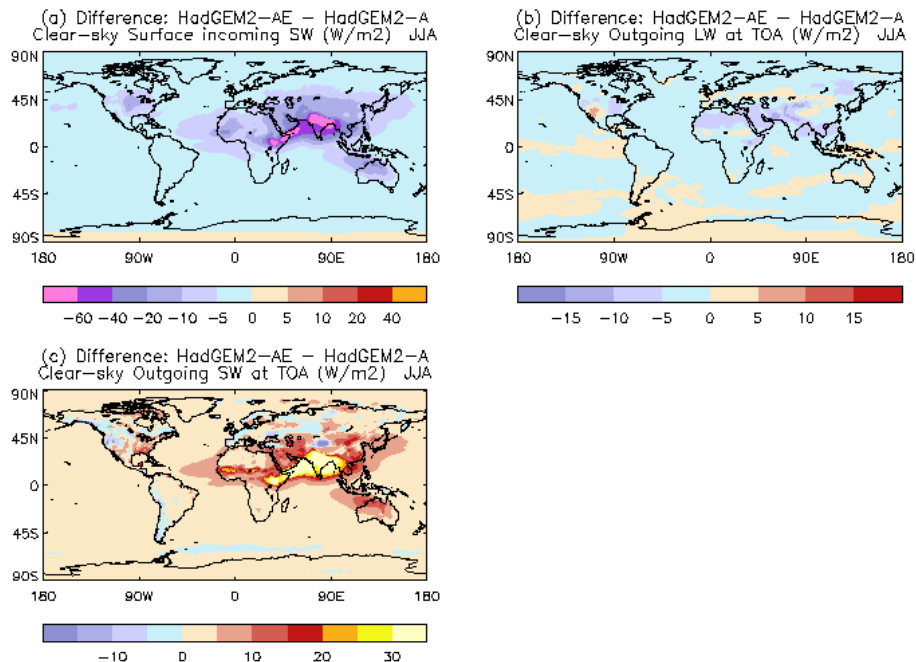 (a) Difference: HadGEM2-AE - HadGEM2-A
Clear-sky Surface incoming SW (W/m2) JJA
90N
45N
0
45S
90S
180 90W 0 90E 180
-60 -40 -20 -10 -5 0 5 10 20 40
(b) Difference: HadGEM2-AE - HadGEM2-A
Clear-sky Outgoing LW at TOA (W/m2) JJA
90N
45N
0
45S
90S
180 90W 0 90E 180
-15 -10 -5 0 5 10 15
(c) Difference: HadGEM2-AE - HadGEM2-A
Clear-sky Outgoing SW at TOA (W/m2) JJA
90N
45N
0
45S
90S
180 90W 0 90E 180
-10 0 10 20 30